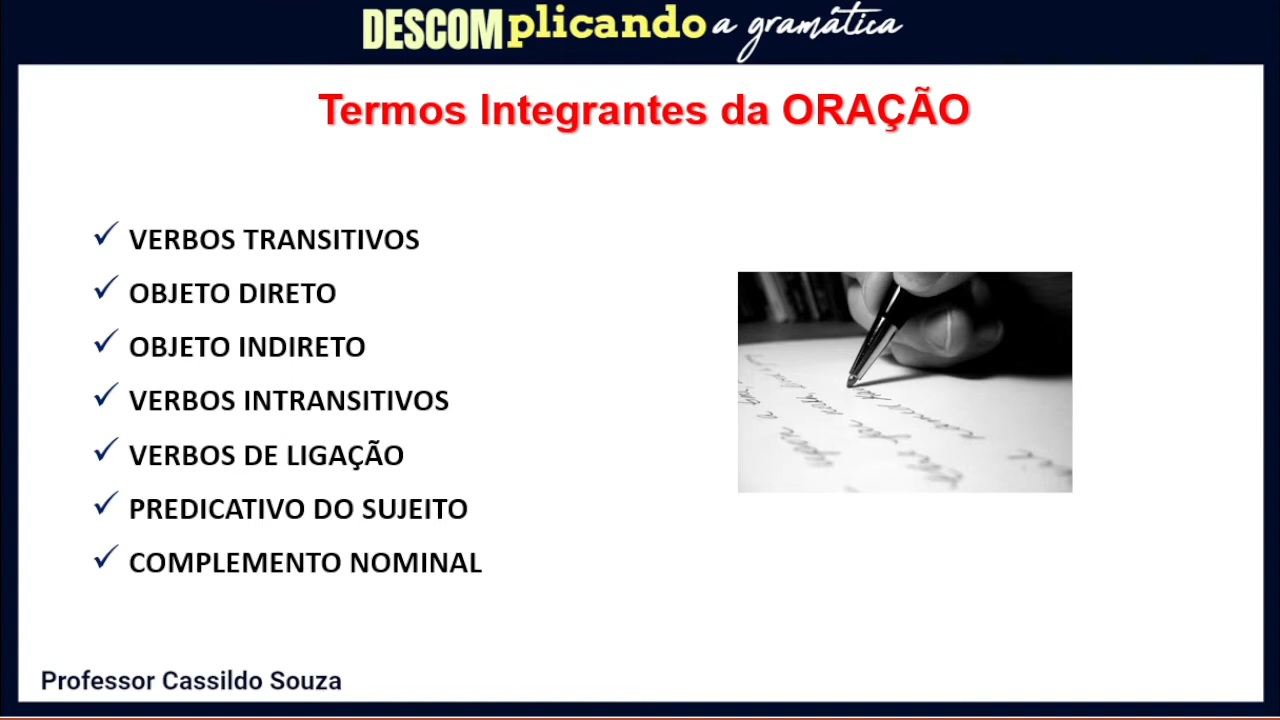 DESCOMplicando a gramática
Termos Integrantes da ORAÇÃO
VERBOS TRANSITIVOS
OBJETO DIRETO
OBJETO INDIRETO
VERBOS INTRANSITIVOS
VERBOS DE LIGAÇÃO
PREDICATIVO DO SUJEITO
COMPLEMENTO NOMINAL
Professor Cassildo Souza